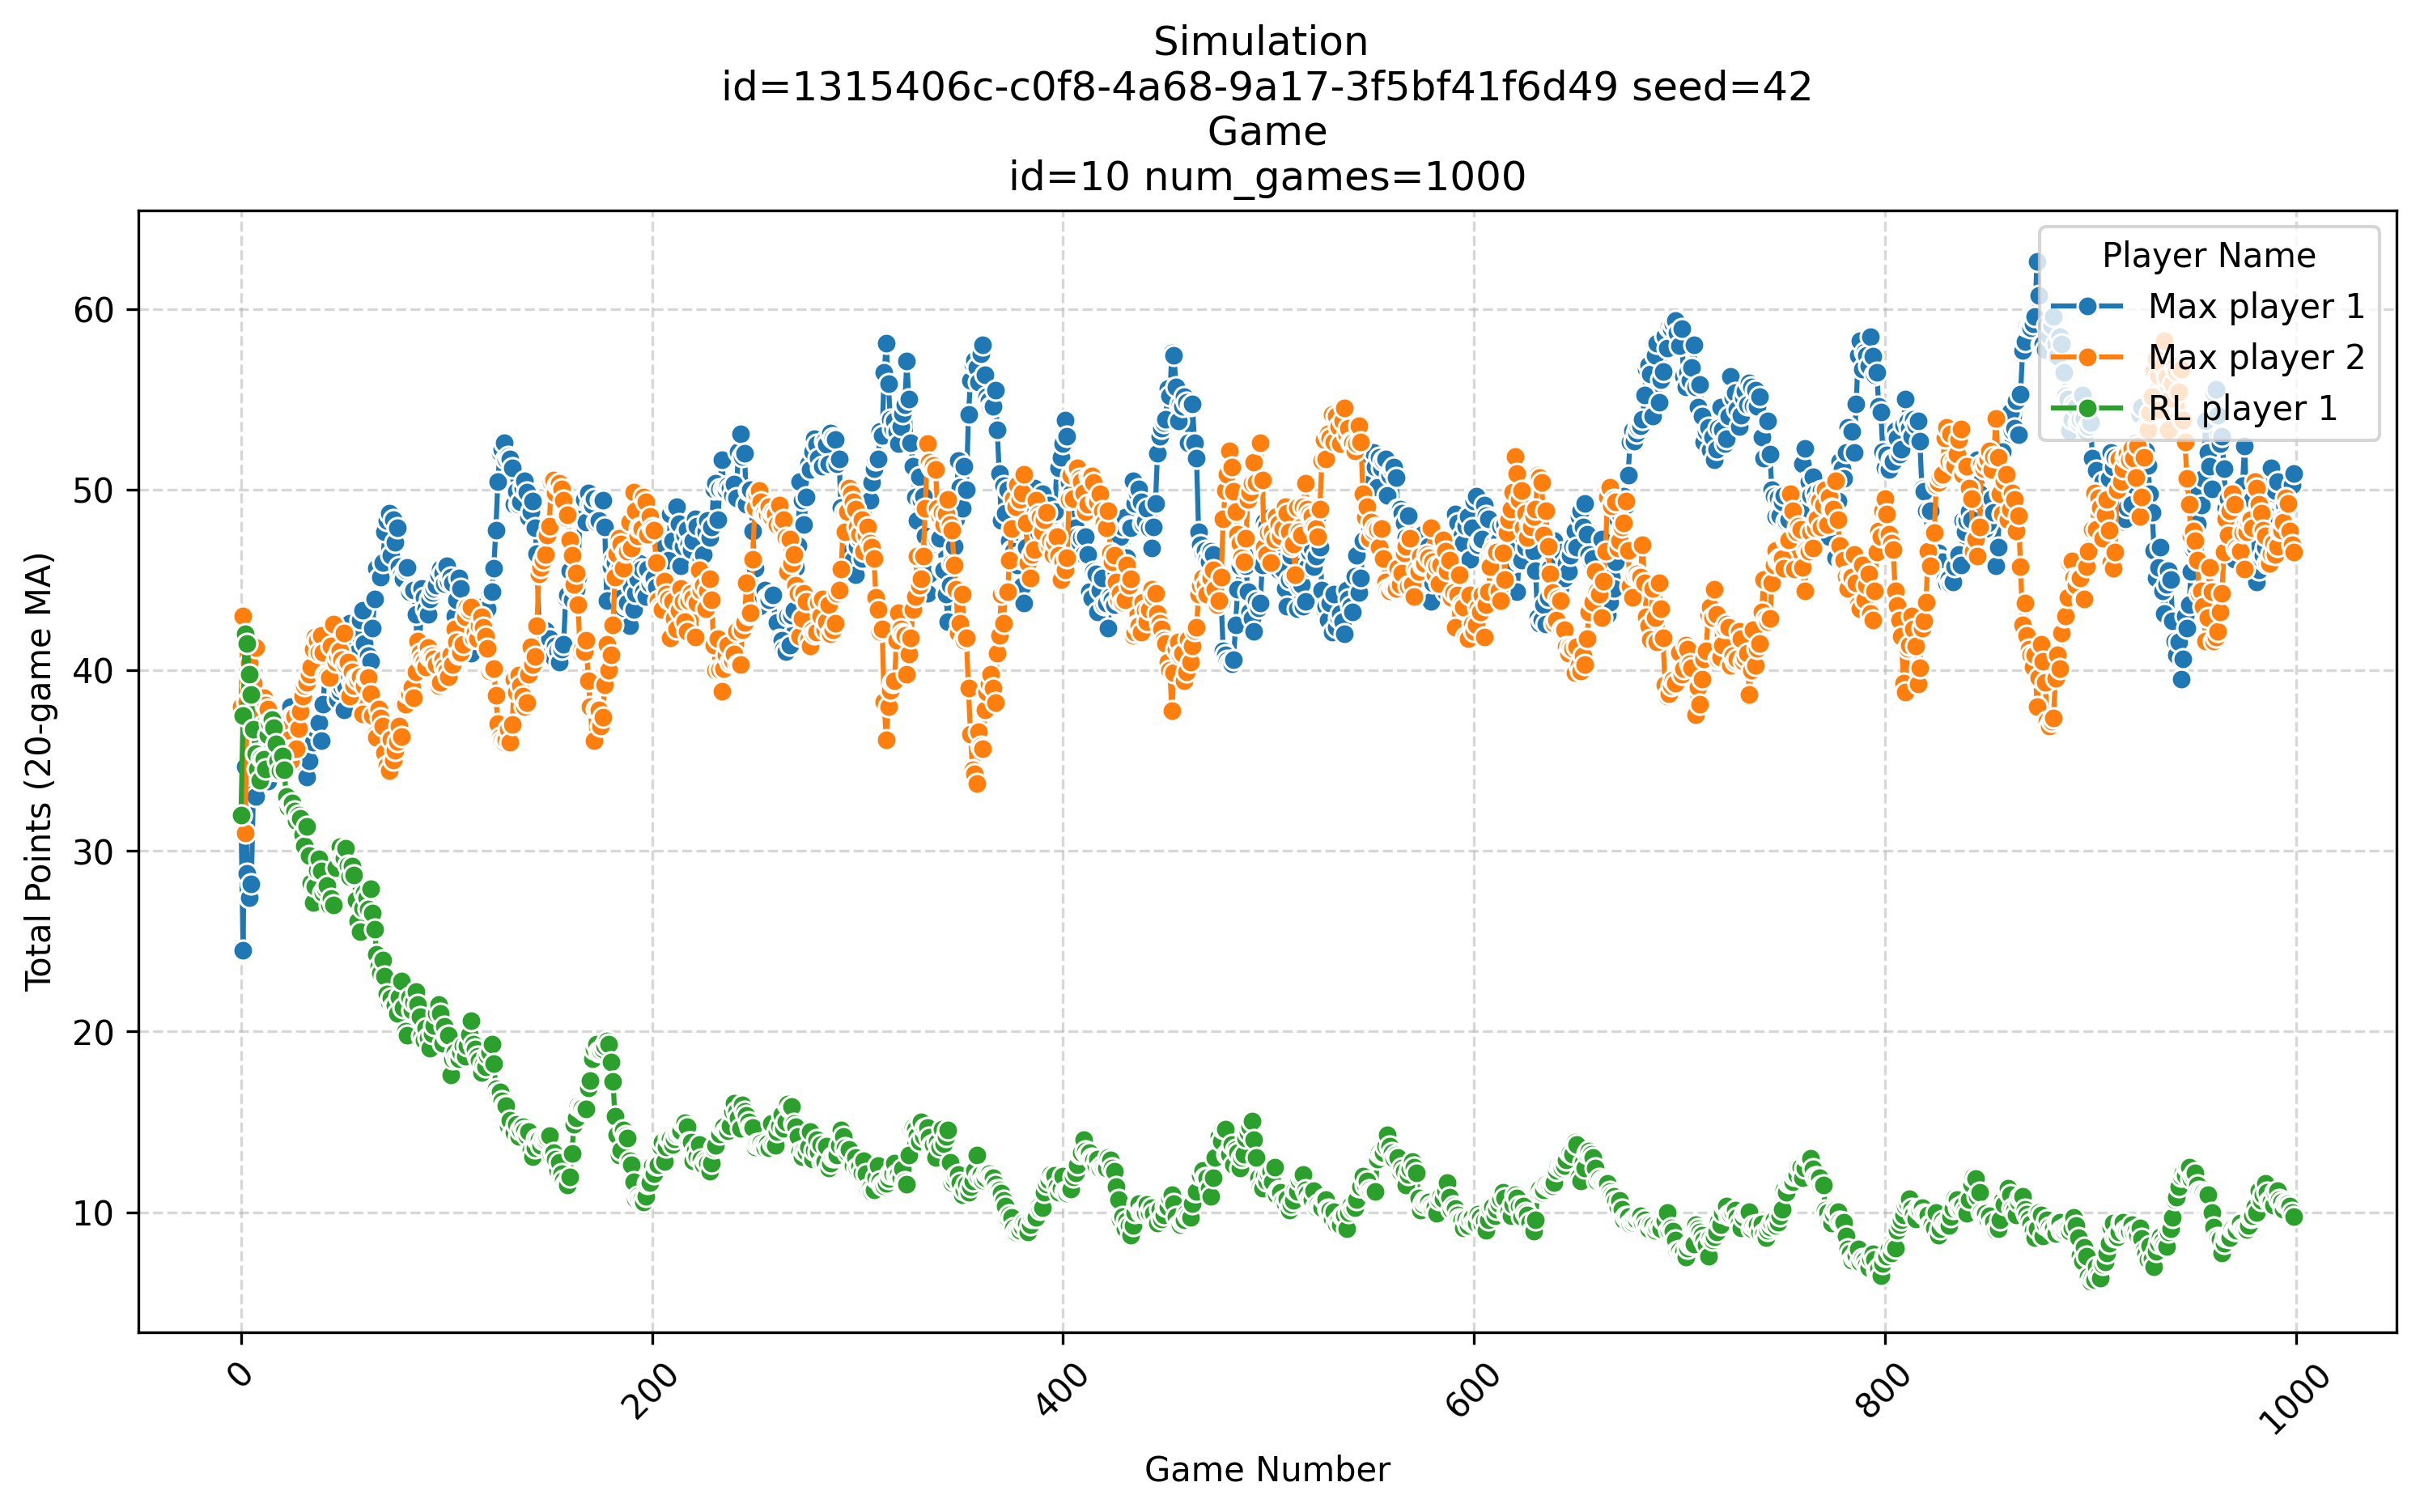 Simulation
id=1315406c-c0f8-4a68-9a17-3f5bf41f6d49 seed=42
Game
id=10 num_games=1000
Player Name
Max player 1
Max player 2
RL player 1
Total Points (20-game MA)
60
50
40
30
20
10
0
200
400
600
800
1000
Game Number